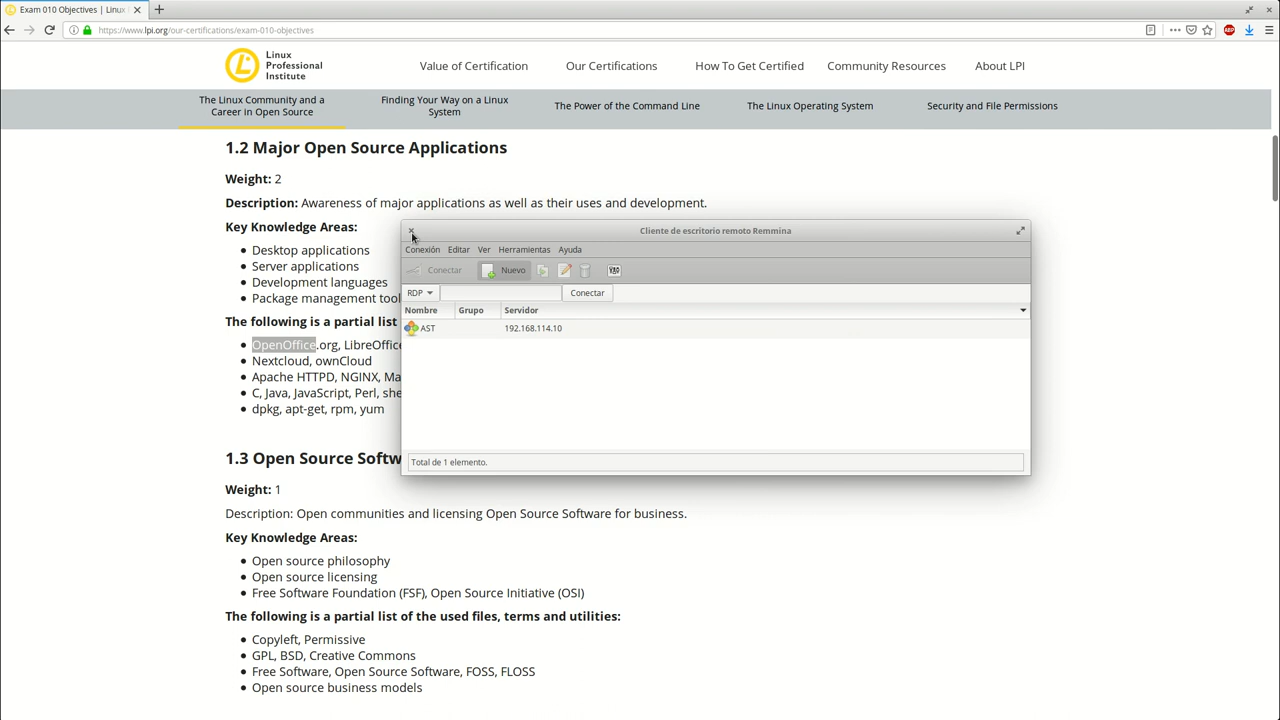 Exam 010 Objectives | Linux
https://www.lpi.org/our-certifications/exam-010-objectives
ABP
Linux
Professional
Institute
Value of Certification
Our Certifications
How To Get Certified
Community Resources
About LPI
The Linux Community and a
Career in Open Source
Finding Your Way on a Linux
System
The Power of the Command Line
The Linux Operating System
Security and File Permissions
1.2 Major Open Source Applications
Weight: 2
Description: Awareness of major applications as well as their uses and development.
Key Knowledge Areas:
Desktop applications
Server applications
Development languages
Package management tool
The following is a partial list
OpenOffice.org, LibreOffice
Nextcloud, ownCloud
Apache HTTPD, NGINX, Ma
C, Java, JavaScript, Perl, she
dpkg, apt-get, rpm, yum
Cliente de escritorio remoto Remmina
Conexión Editar Ver Herramientas Ayuda
Conectar Nuevo
RDP Conectar
Nombre Grupo Servidor
AST 192.168.114.10
Total de 1 elemento.
1.3 Open Source Softw
Weight: 1
Description: Open communities and licensing Open Source Software for business.
Key Knowledge Areas:
Open source philosophy
Open source licensing
Free Software Foundation (FSF), Open Source Initiative (OSI)
The following is a partial list of the used files, terms and utilities:
Copyleft, Permissive
GPL, BSD, Creative Commons
Free Software, Open Source Software, FOSS, FLOSS
Open source business models